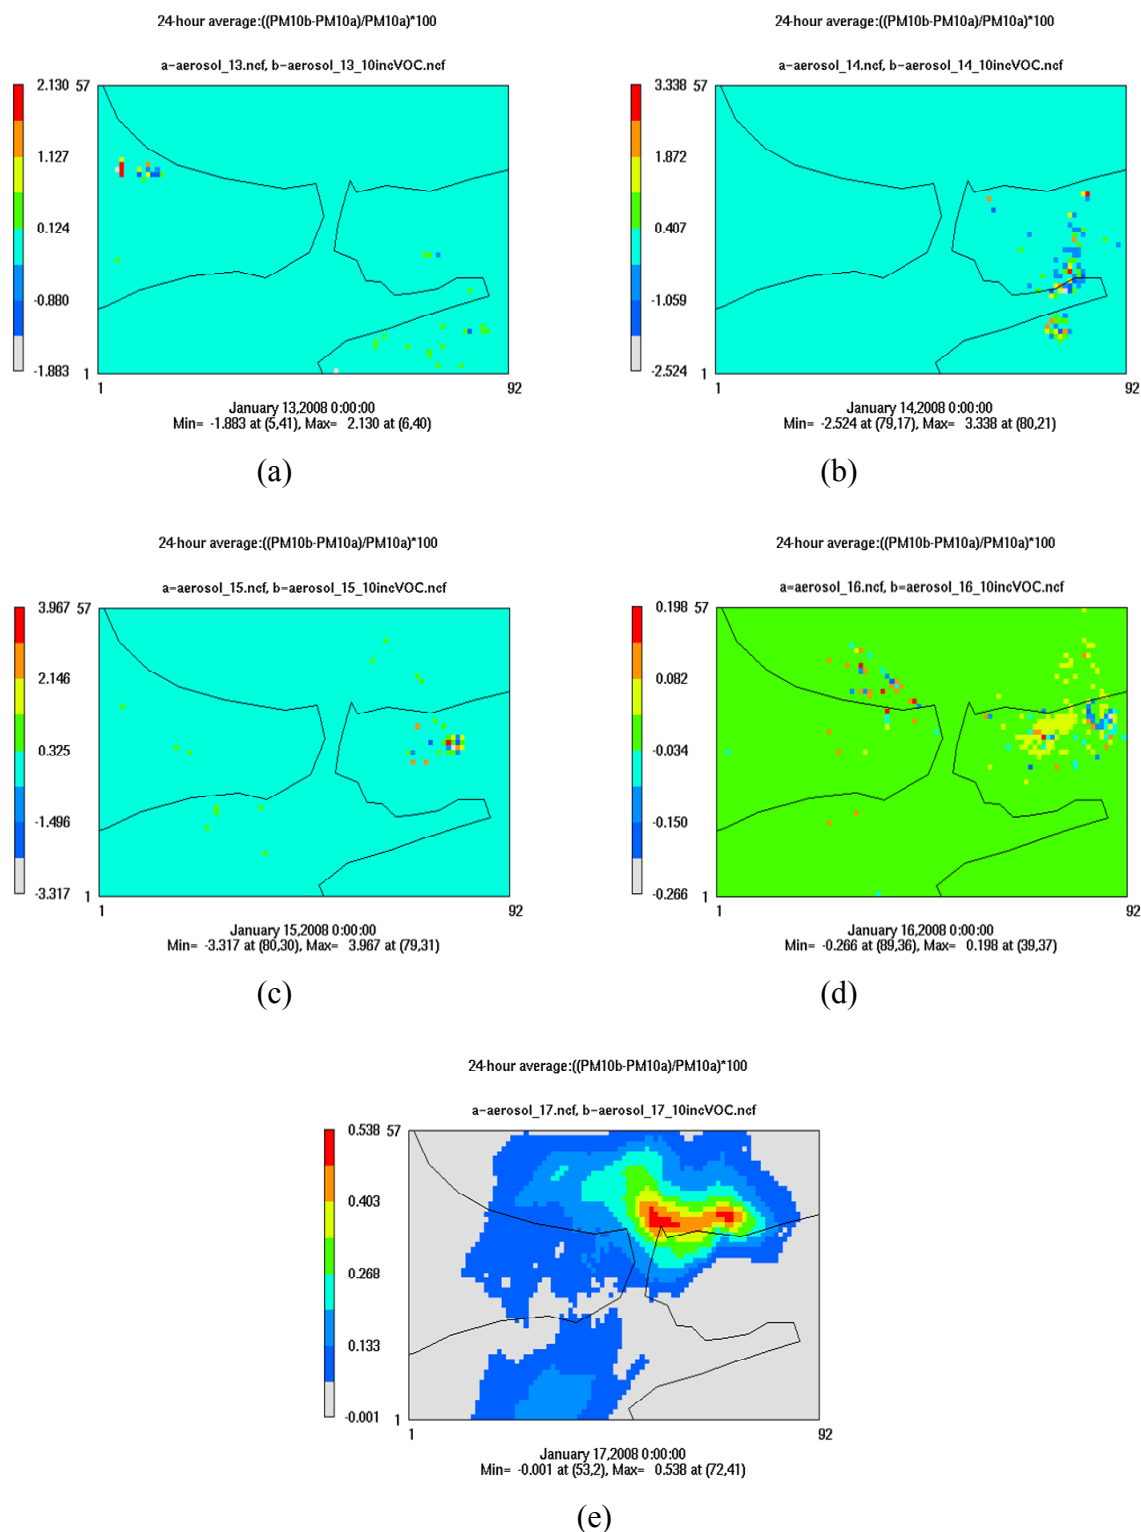 24-hour average:((PM10b-PM10a)/PM10a)*100
a=aerosol_13.ncf, b=aerosol_13_10incVOC.ncf
2.130
1.127
0.124
-0.880
-1.883
57
1
1
92
January 13,2008 0:00:00
Min= -1.883 at (5,41), Max= 2.130 at (6,40)
(a)
24-hour average:((PM10b-PM10a)/PM10a)*100
a=aerosol_14.ncf, b=aerosol_14_10incVOC.ncf
3.338
1.872
0.407
-1.059
-2.524
57
1
1
92
January 14,2008 0:00:00
Min= -2.524 at (79,17), Max= 3.338 at (80,21)
(b)
24-hour average:((PM10b-PM10a)/PM10a)*100
a=aerosol_15.ncf, b=aerosol_15_10incVOC.ncf
3.967
2.146
0.325
-1.496
-3.317
57
1
1
92
January 15,2008 0:00:00
Min= -3.317 at (80,30), Max= 3.967 at (79,31)
(c)
24-hour average:((PM10b-PM10a)/PM10a)*100
a=aerosol_16.ncf, b=aerosol_16_10incVOC.ncf
0.198
0.082
-0.034
-0.150
-0.266
57
1
1
92
January 16,2008 0:00:00
Min= -0.266 at (89,36), Max= 0.198 at (39,37)
(d)
24-hour average:((PM10b-PM10a)/PM10a)*100
a=aerosol_17.ncf, b=aerosol_17_10incVOC.ncf
0.538
0.403
0.268
0.133
-0.001
57
1
1
92
January 17,2008 0:00:00
Min= -0.001 at (53,2), Max= 0.538 at (72,41)
(e)